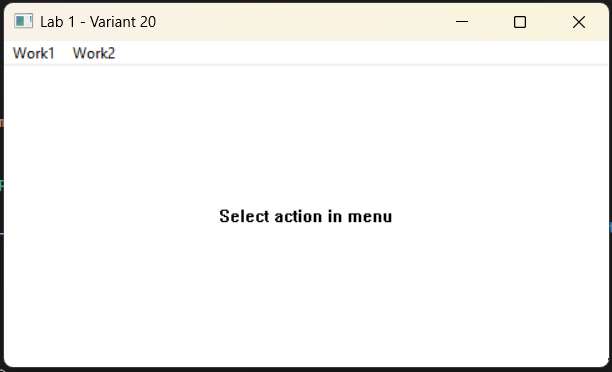 Lab 1 - Variant 20
Work1 Work2
Select action in menu